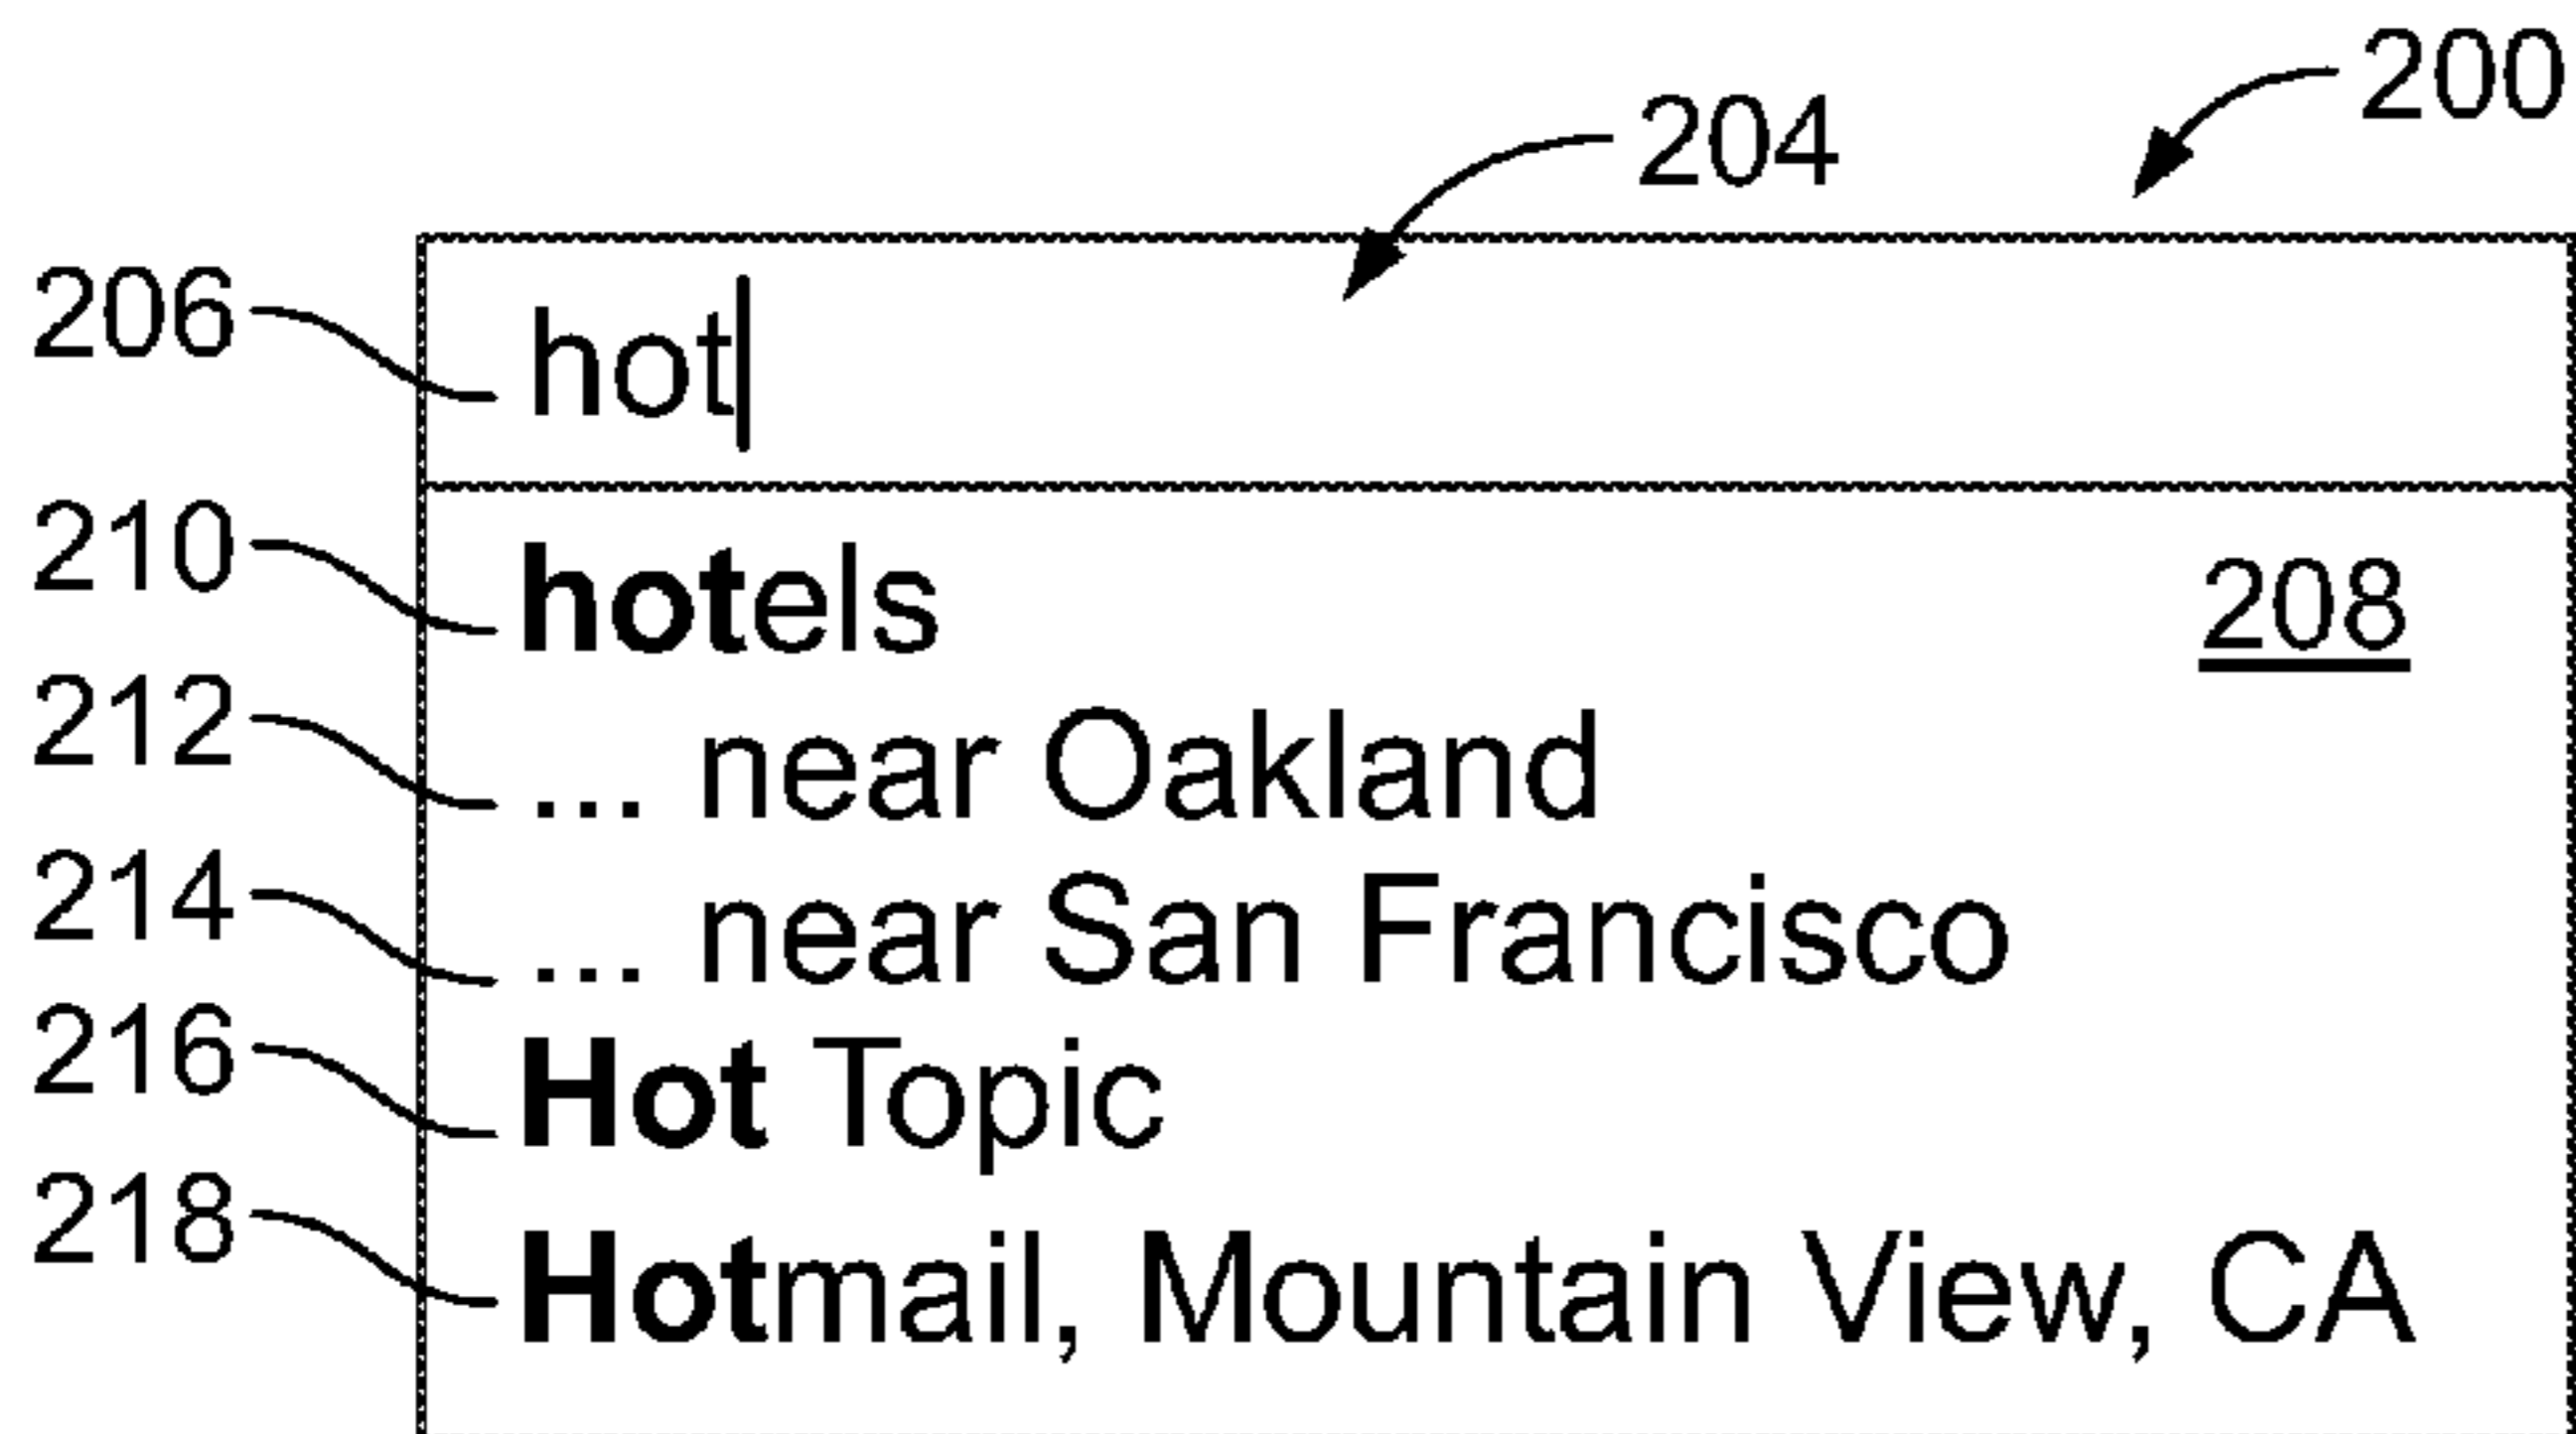 200
204
206 hot
210 hotels 208
212 ... near Oakland
214 ... near San Francisco
216 Hot Topic
218 Hotmail, Mountain View, CA